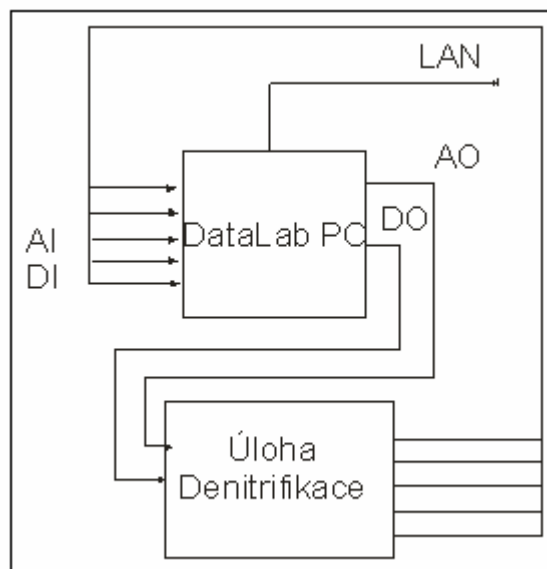 LAN
AO
DO
DataLab PC
AI
DI
Úloha
Denitrifikace